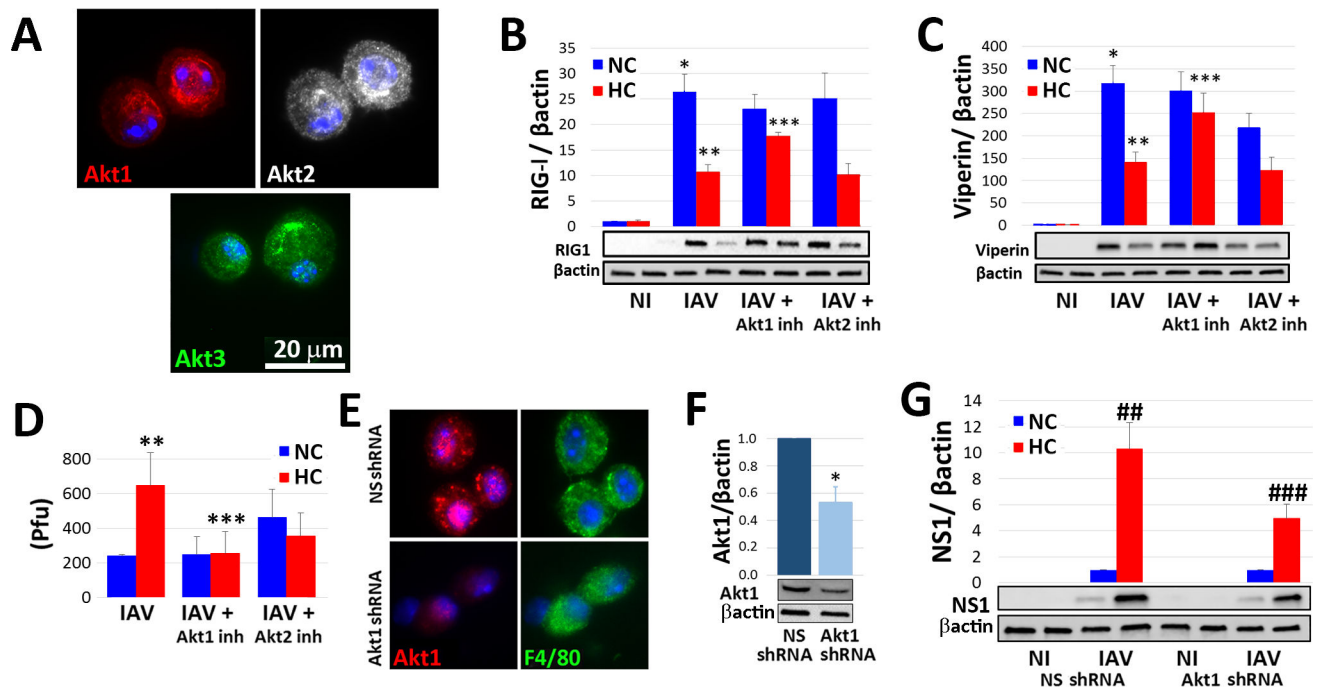 A
Akt1
Akt2
Akt3
20 μm
B
RIG-I / βactin
35
30
25
20
15
10
5
0
NC
HC
*
**
***
RIG1
βactin
NI
IAV
IAV +
Akt1 inh
IAV +
Akt2 inh
C
Viperin/ βactin
400
350
300
250
200
150
100
50
0
NC
HC
*
**
***
Viperin
βactin
NI
IAV
IAV +
Akt1 inh
IAV +
Akt2 inh
D
(Pfu)
800
600
400
200
0
NC
HC
**
***
IAV
IAV +
Akt1 inh
IAV +
Akt2 inh
E
NS shRNA
Akt1 shRNA
Akt1
F4/80
F
Akt1/βactin
1.0
0.8
0.6
0.4
0.2
0.0
*
Akt1
βactin
NS
shRNA
Akt1
shRNA
G
NS1/ βactin
14
12
10
8
6
4
2
0
NC
HC
##
###
NS1
βactin
NI
IAV
NI
IAV
NS shRNA
Akt1 shRNA